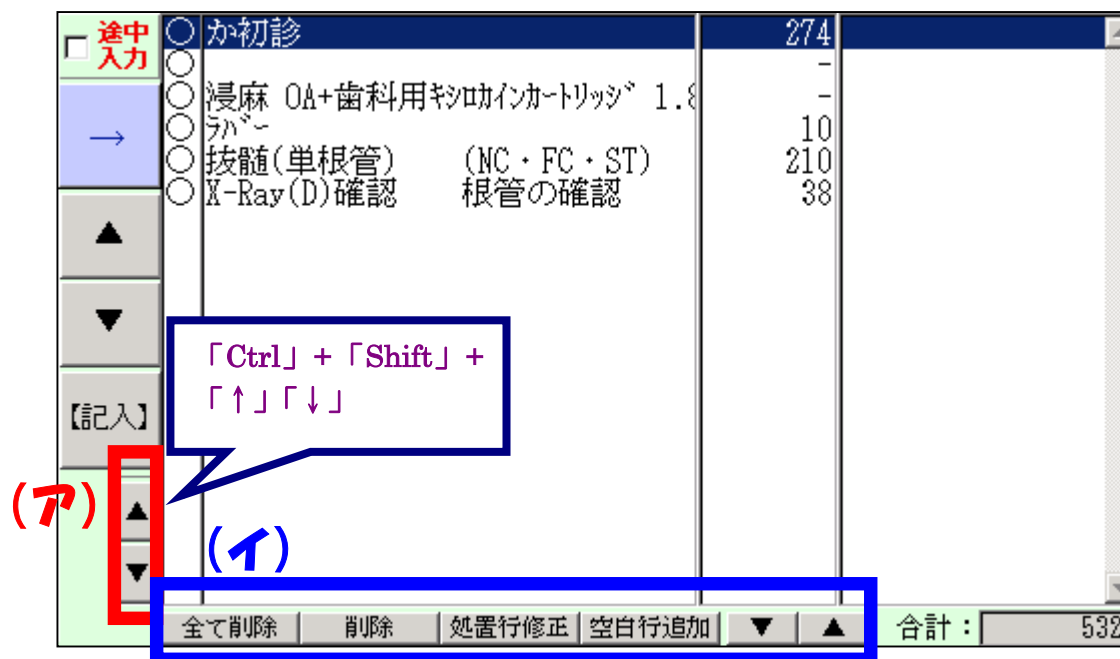 途中
入力
→
▲
▼
【記入】
(ア)
▲
▼
○ か初診 274
○ -
○ 浸麻 OA+歯科用ｷｼﾛｶｲﾝｶｰﾄﾘｯｼﾞ 1.8 -
○ ﾗﾊﾞｰ 10
○ 抜髄(単根管) (NC・FC・ST) 210
○ X-Ray(D)確認 根管の確認 38
「Ctrl」+「Shift」+
「↑」「↓」
(イ)
全て削除 削除 処置行修正 空白行追加 ▼ ▲ 合計： 532